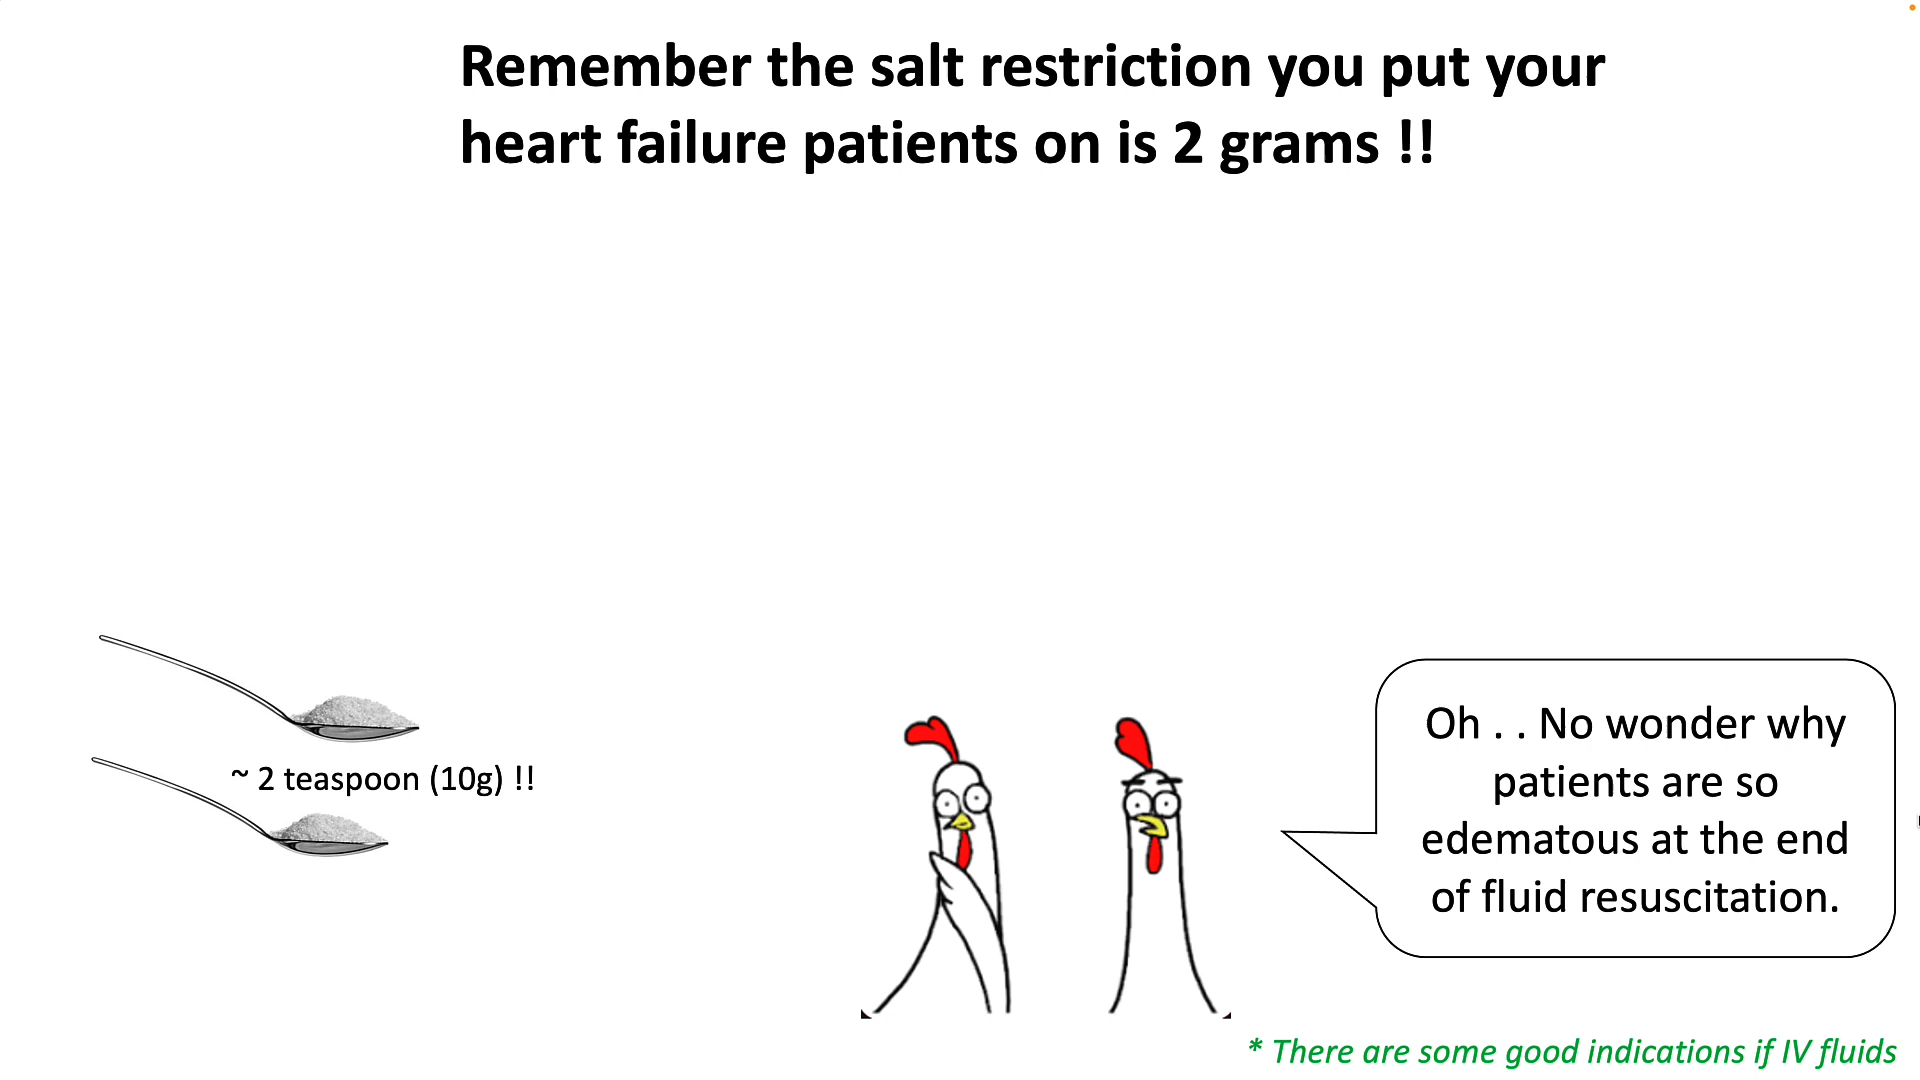 Remember the salt restriction you put your
heart failure patients on is 2 grams !!
~ 2 teaspoon (10g) !!
Oh . . No wonder why
patients are so
edematous at the end
of fluid resuscitation.
* There are some good indications if IV fluids